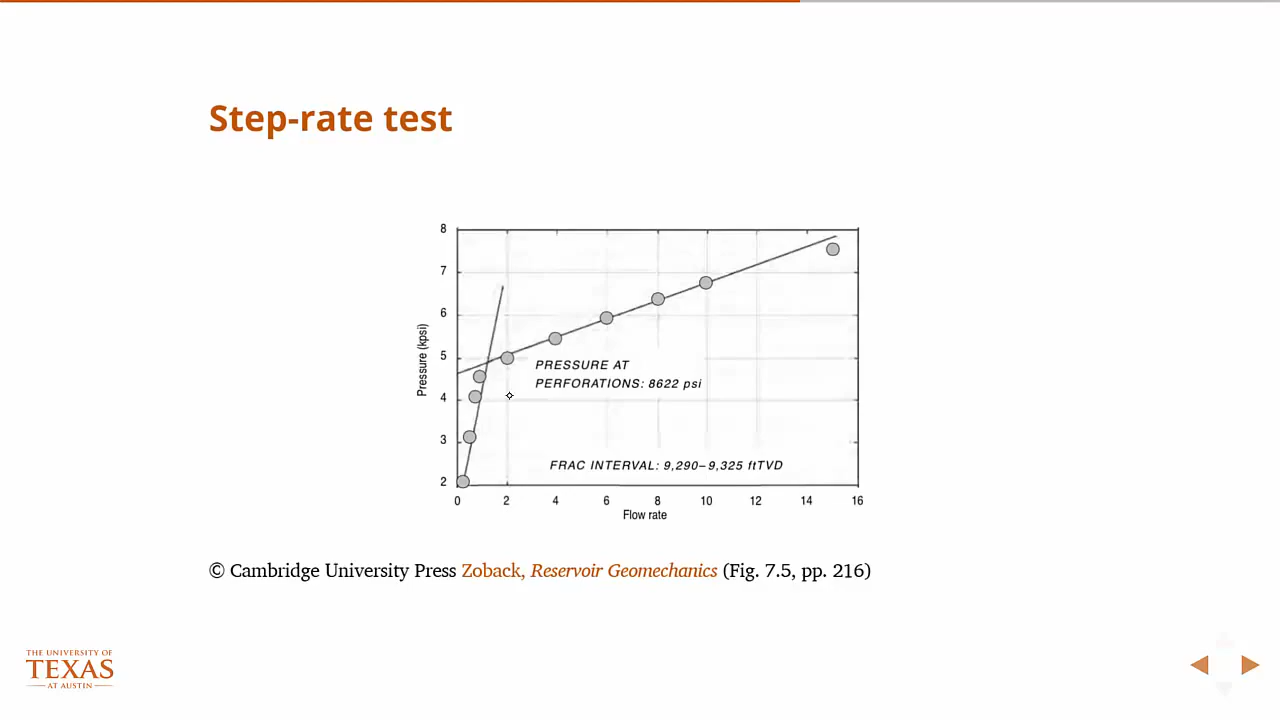 Step-rate test
8
7
6
5
4
3
2
Pressure (kpsi)
PRESSURE AT
PERFORATIONS: 8622 psi
FRAC INTERVAL: 9,290–9,325 ftTVD
0 2 4 6 8 10 12 14 16
Flow rate
© Cambridge University Press Zoback, Reservoir Geomechanics (Fig. 7.5, pp. 216)
THE UNIVERSITY OF
TEXAS
AT AUSTIN